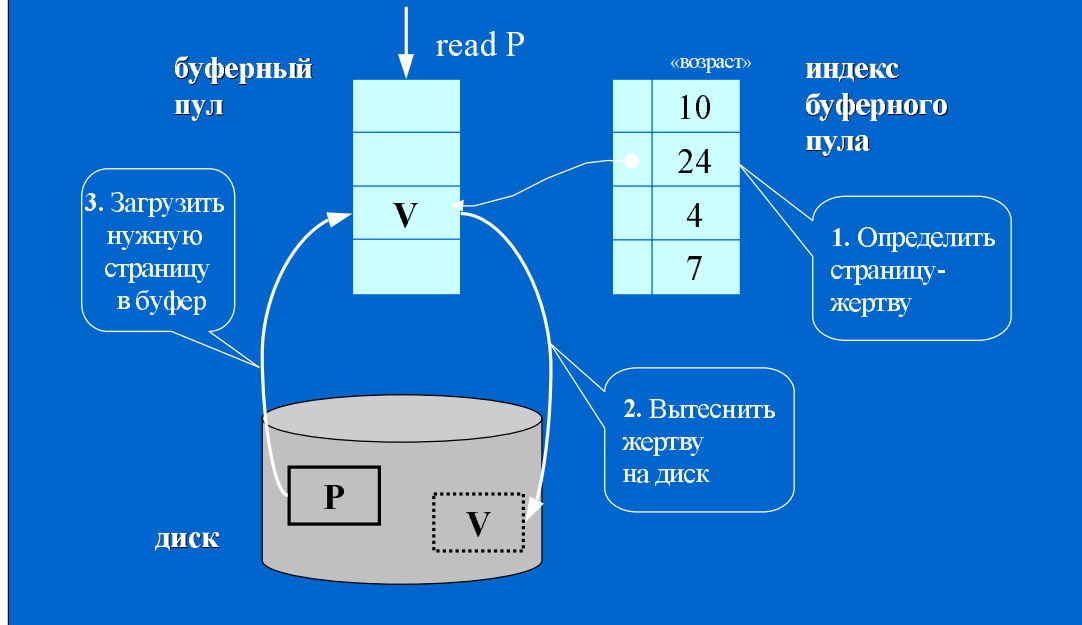 read P
буферный
пул
«возраст»
индекс
буферного
пула
10
24
4
7
V
3. Загрузить
нужную
страницу
в буфер
1. Определить
страницу-
жертву
2. Вытеснить
жертву
на диск
P
V
диск